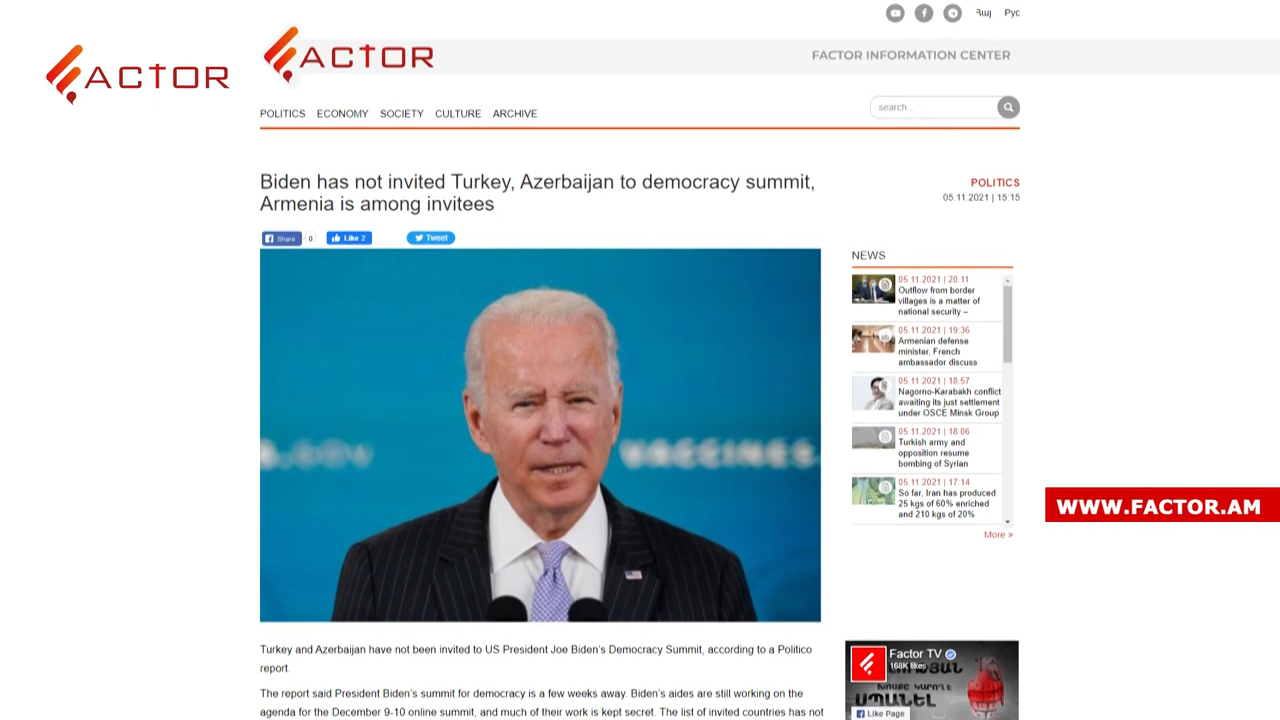 ACTOR
ACTOR
Հայ Рус
FACTOR INFORMATION CENTER
POLITICS ECONOMY SOCIETY CULTURE ARCHIVE
search...
Biden has not invited Turkey, Azerbaijan to democracy summit,
Armenia is among invitees
POLITICS
05.11.2021 | 15:15
Share 0 Like 2 Tweet
VACCINES
.GOV
NEWS
05.11.2021 | 20:11
Outflow from border
villages is a matter of
national security –
05.11.2021 | 19:36
Armenian defense
minister, French
ambassador discuss
05.11.2021 | 18:57
Nagorno-Karabakh conflict
awaiting its just settlement
under OSCE Minsk Group
05.11.2021 | 18:06
Turkish army and
opposition resume
bombing of Syrian
05.11.2021 | 17:14
So far, Iran has produced
25 kgs of 60% enriched
and 210 kgs of 20%
More »
WWW.FACTOR.AM
Turkey and Azerbaijan have not been invited to US President Joe Biden's Democracy Summit, according to a Politico
report.
The report said President Biden's summit for democracy is a few weeks away. Biden's aides are still working on the
agenda for the December 9-10 online summit, and much of their work is kept secret. The list of invited countries has not
Factor TV
168K likes
ԽՈՍՔԸ ԿԱՐՈՂ Է
ՍՊԱՆԵԼ
Like Page